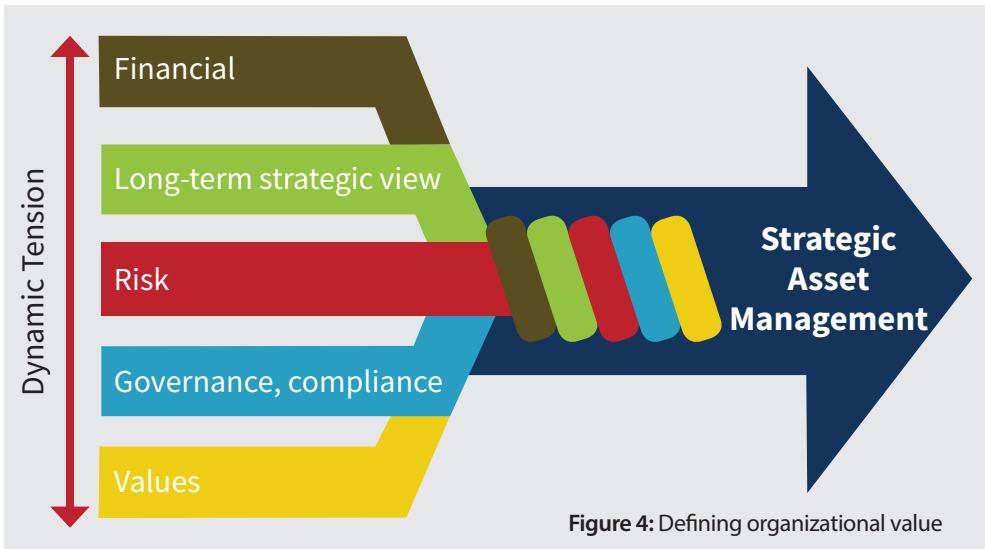 Dynamic Tension
Financial
Long-term strategic view
Risk
Governance, compliance
Values
Strategic
Asset
Management
Figure 4: Defining organizational value